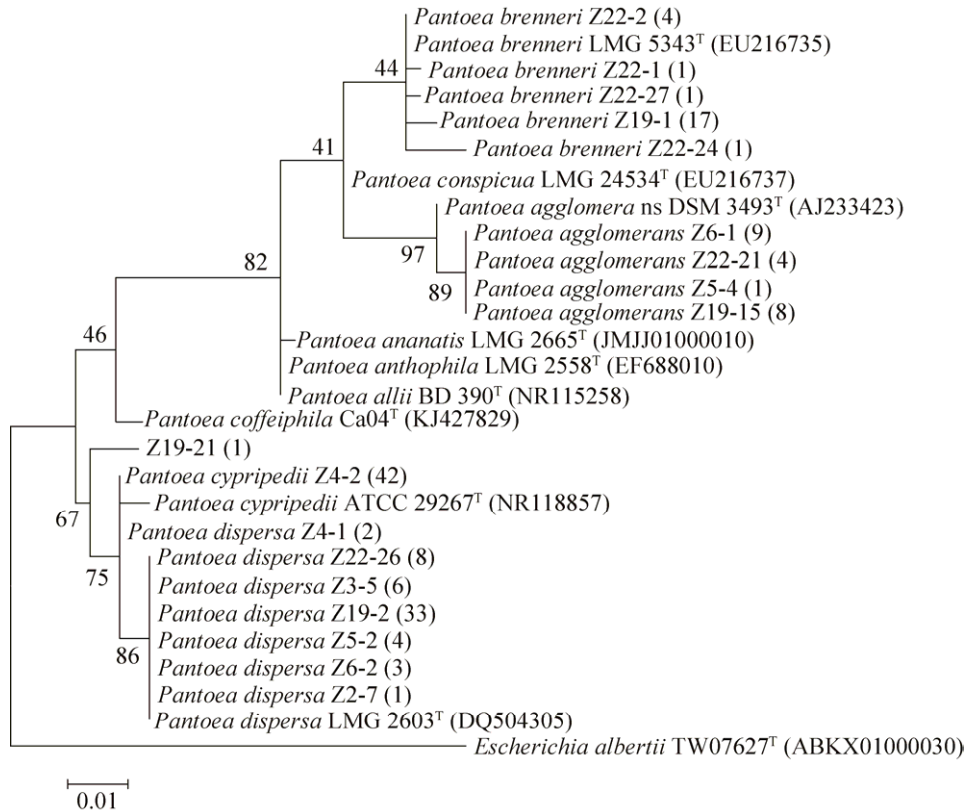 Pantoea brenneri Z22-2 (4)
Pantoea brenneri LMG 5343ᵀ (EU216735)
44
Pantoea brenneri Z22-1 (1)
Pantoea brenneri Z22-27 (1)
Pantoea brenneri Z19-1 (17)
41
Pantoea brenneri Z22-24 (1)
Pantoea conspicua LMG 24534ᵀ (EU216737)
Pantoea agglomera ns DSM 3493ᵀ (AJ233423)
Pantoea agglomerans Z6-1 (9)
97
82
Pantoea agglomerans Z22-21 (4)
89
Pantoea agglomerans Z5-4 (1)
Pantoea agglomerans Z19-15 (8)
46
Pantoea ananatis LMG 2665ᵀ (JMJJ01000010)
Pantoea anthophila LMG 2558ᵀ (EF688010)
Pantoea allii BD 390ᵀ (NR115258)
Pantoea coffeiphila Ca04ᵀ (KJ427829)
Z19-21 (1)
Pantoea cypripedii Z4-2 (42)
Pantoea cypripedii ATCC 29267ᵀ (NR118857)
67
Pantoea dispersa Z4-1 (2)
Pantoea dispersa Z22-26 (8)
75
Pantoea dispersa Z3-5 (6)
Pantoea dispersa Z19-2 (33)
Pantoea dispersa Z5-2 (4)
86
Pantoea dispersa Z6-2 (3)
Pantoea dispersa Z2-7 (1)
Pantoea dispersa LMG 2603ᵀ (DQ504305)
Escherichia albertii TW07627ᵀ (ABKX01000030)
0.01